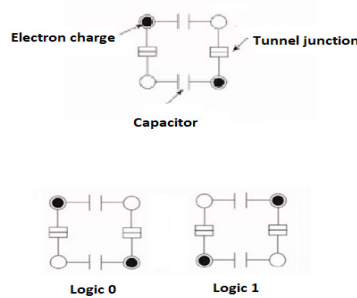 Electron charge
Tunnel junction
Capacitor
Logic 0
Logic 1